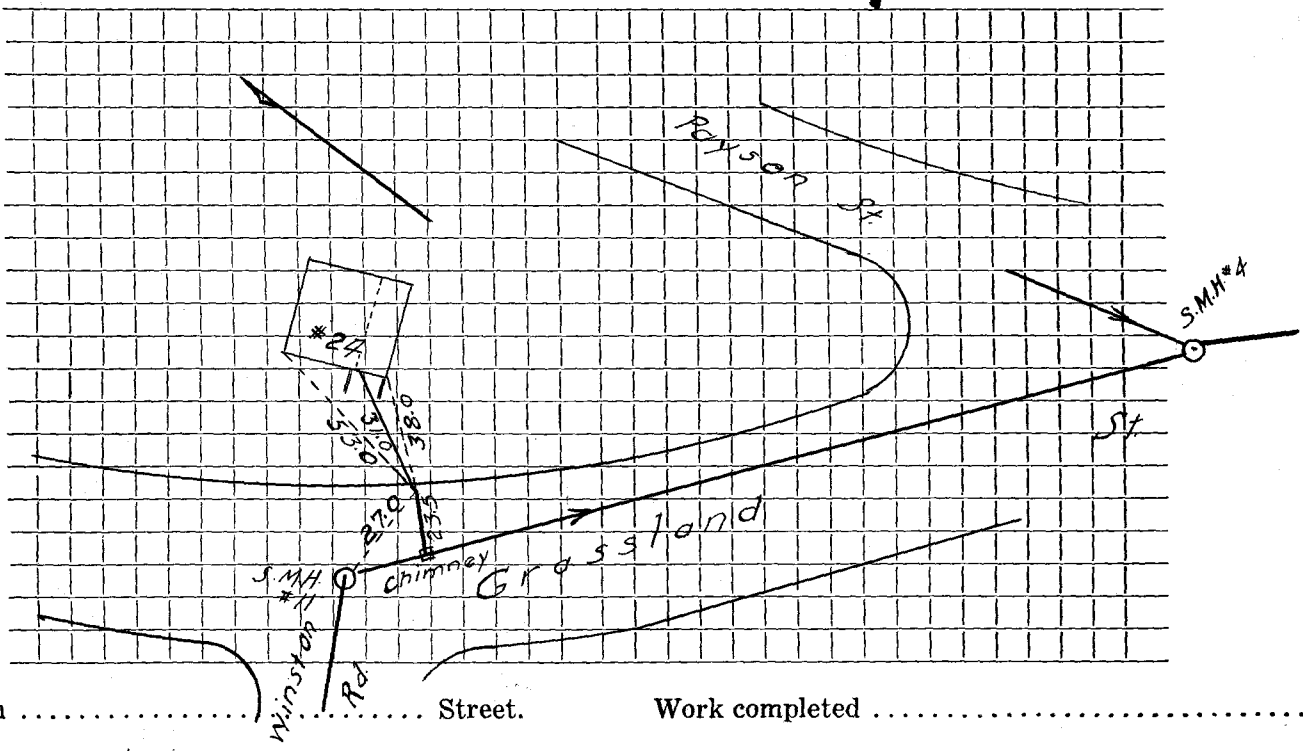 Payson St.
S.M.H. #4
#24
53.0
31.0
38.0
27.0
23.5
Chimney
Grassland St.
S.M.H. #11
Winston Rd.
Street. Work completed